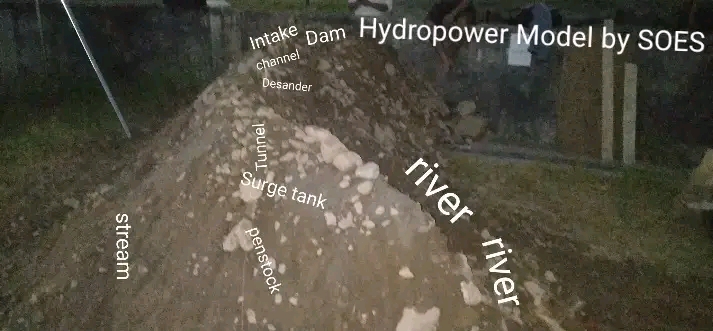 Hydropower Model by SOES
Intake Dam
channel
Desander
Tunnel
Surge tank
river
stream
penstock
river